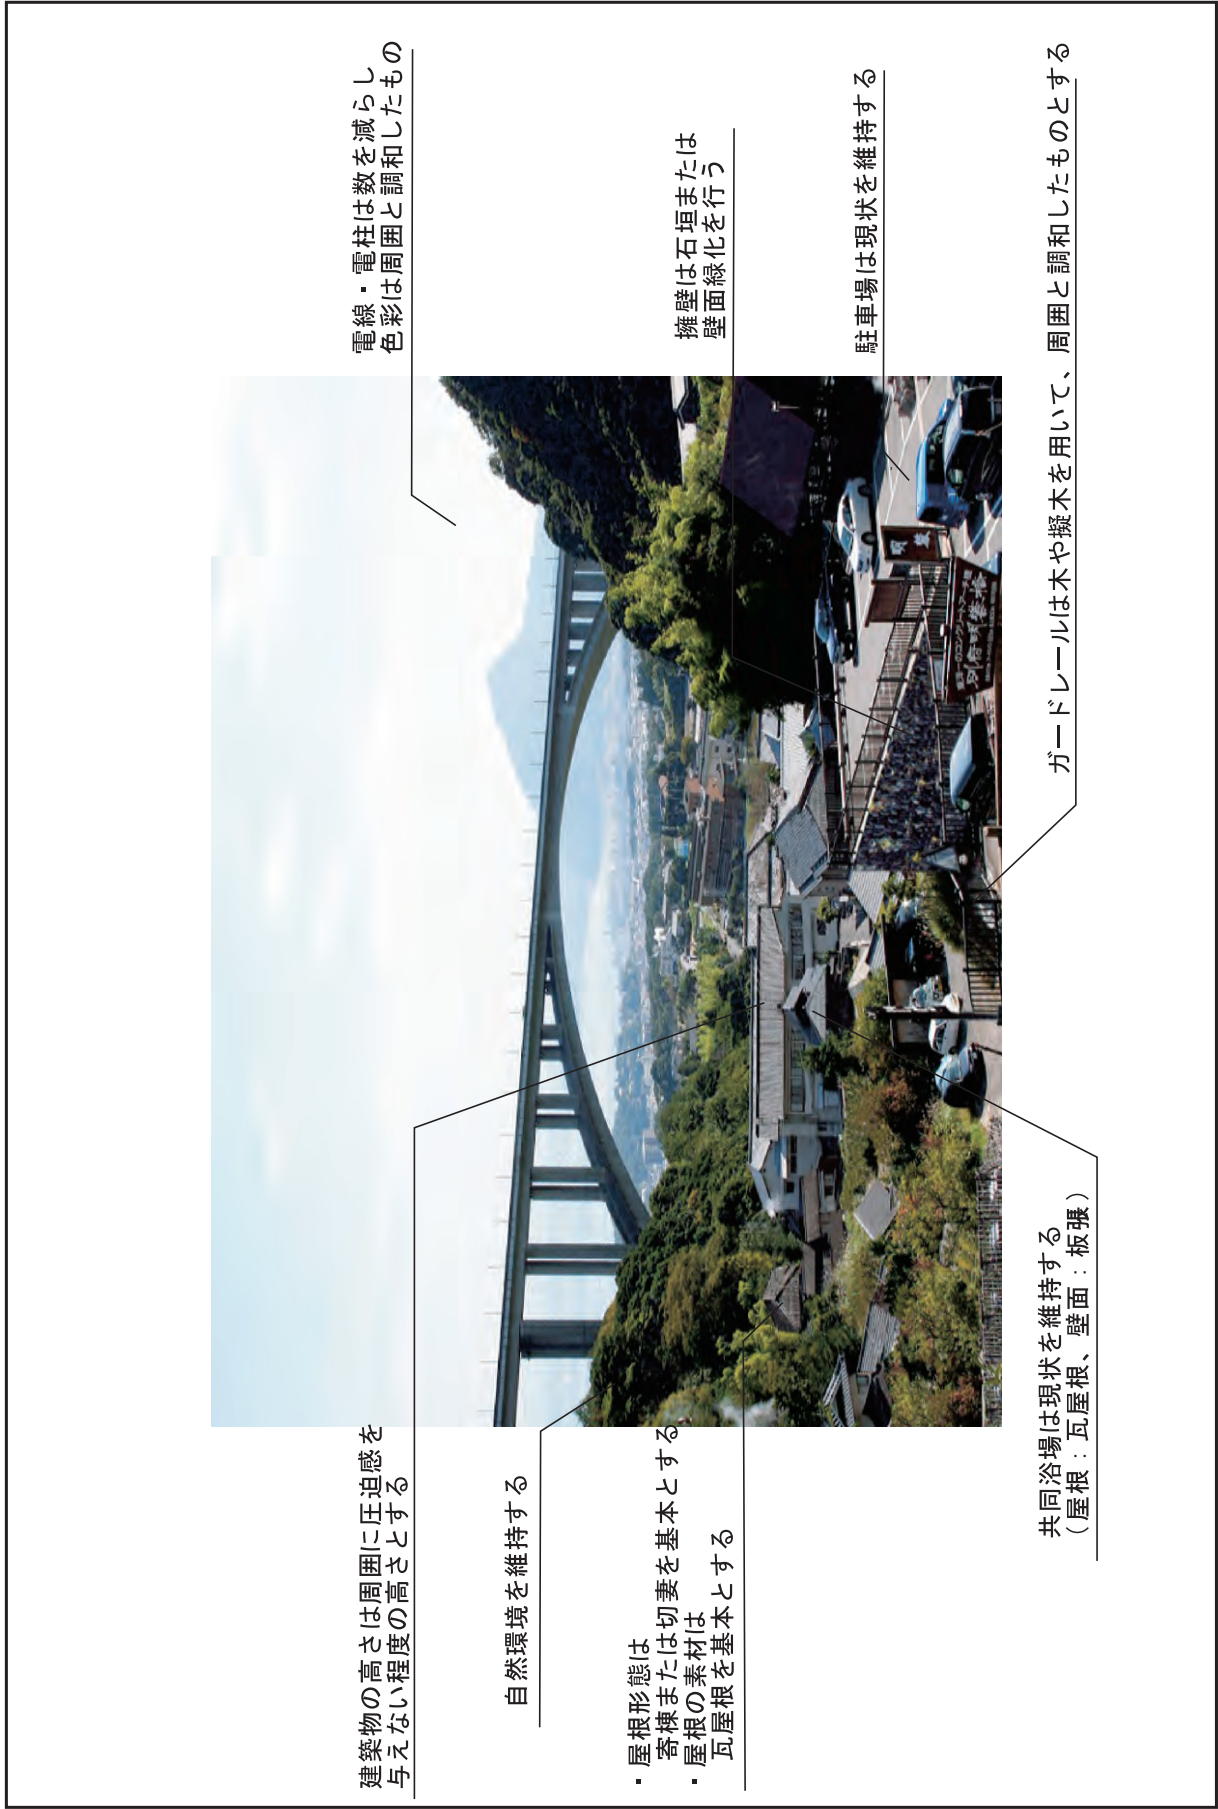 建築物の高さは周囲に圧迫感を
与えない程度の高さとする
電線・電柱は数を減らし
色彩は周囲と調和したもの
自然環境を維持する
・屋根形態は
寄棟または切妻を基本とする
・屋根の素材は
瓦屋根を基本とする
擁壁は石垣または
壁面緑化を行う
駐車場は現状を維持する
共同浴場は現状を維持する
（屋根：瓦屋根、壁面：板張）
ガードレールは木や擬木を用いて、周囲と調和したものとする
別府明礬橋